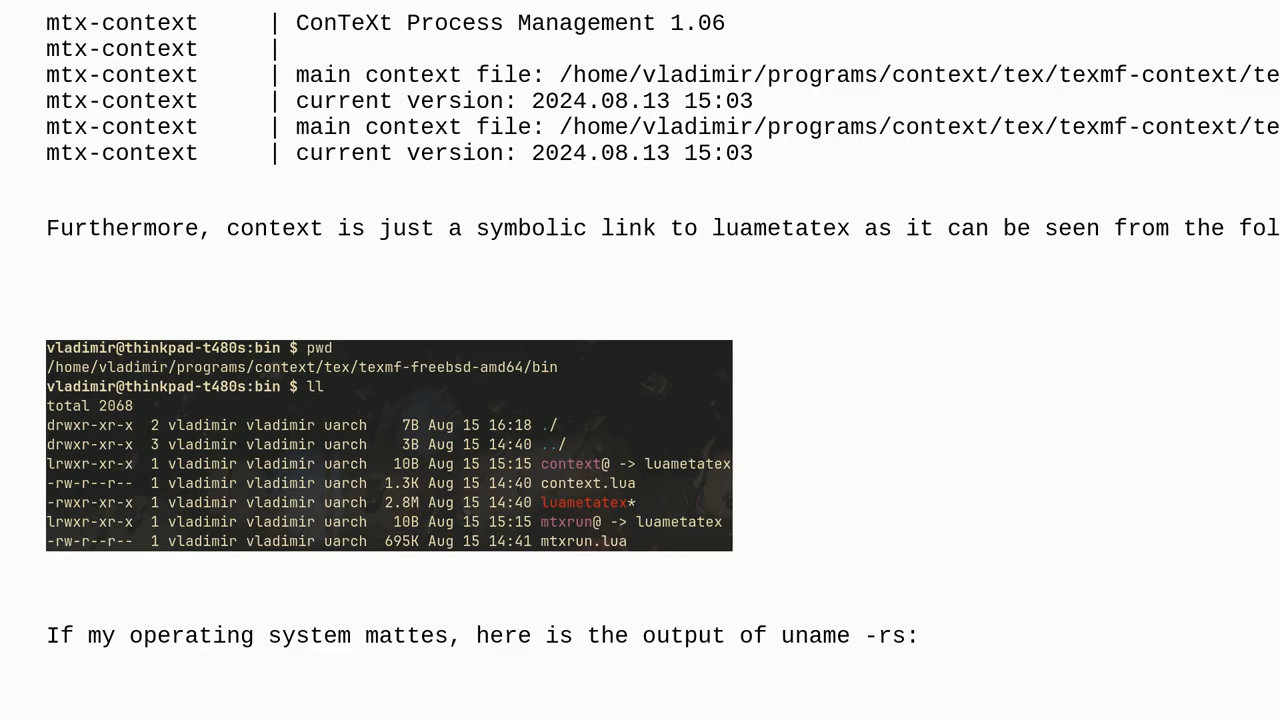 mtx-context     | ConTeXt Process Management 1.06
mtx-context     |
mtx-context     | main context file: /home/vladimir/programs/context/tex/texmf-context/te
mtx-context     | current version: 2024.08.13 15:03
mtx-context     | main context file: /home/vladimir/programs/context/tex/texmf-context/te
mtx-context     | current version: 2024.08.13 15:03
Furthermore, context is just a symbolic link to luametatex as it can be seen from the fol
vladimir@thinkpad-t480s:bin $ pwd
/home/vladimir/programs/context/tex/texmf-freebsd-amd64/bin
vladimir@thinkpad-t480s:bin $ ll
total 2068
drwxr-xr-x  2 vladimir vladimir uarch    7B Aug 15 16:18 ./
drwxr-xr-x  3 vladimir vladimir uarch    3B Aug 15 14:40 ../
lrwxr-xr-x  1 vladimir vladimir uarch   10B Aug 15 15:15 context@ -> luametatex
-rw-r--r--  1 vladimir vladimir uarch  1.3K Aug 15 14:40 context.lua
-rwxr-xr-x  1 vladimir vladimir uarch  2.8M Aug 15 14:40 luametatex*
lrwxr-xr-x  1 vladimir vladimir uarch   10B Aug 15 15:15 mtxrun@ -> luametatex
-rw-r--r--  1 vladimir vladimir uarch  695K Aug 15 14:41 mtxrun.lua
If my operating system mattes, here is the output of uname -rs: